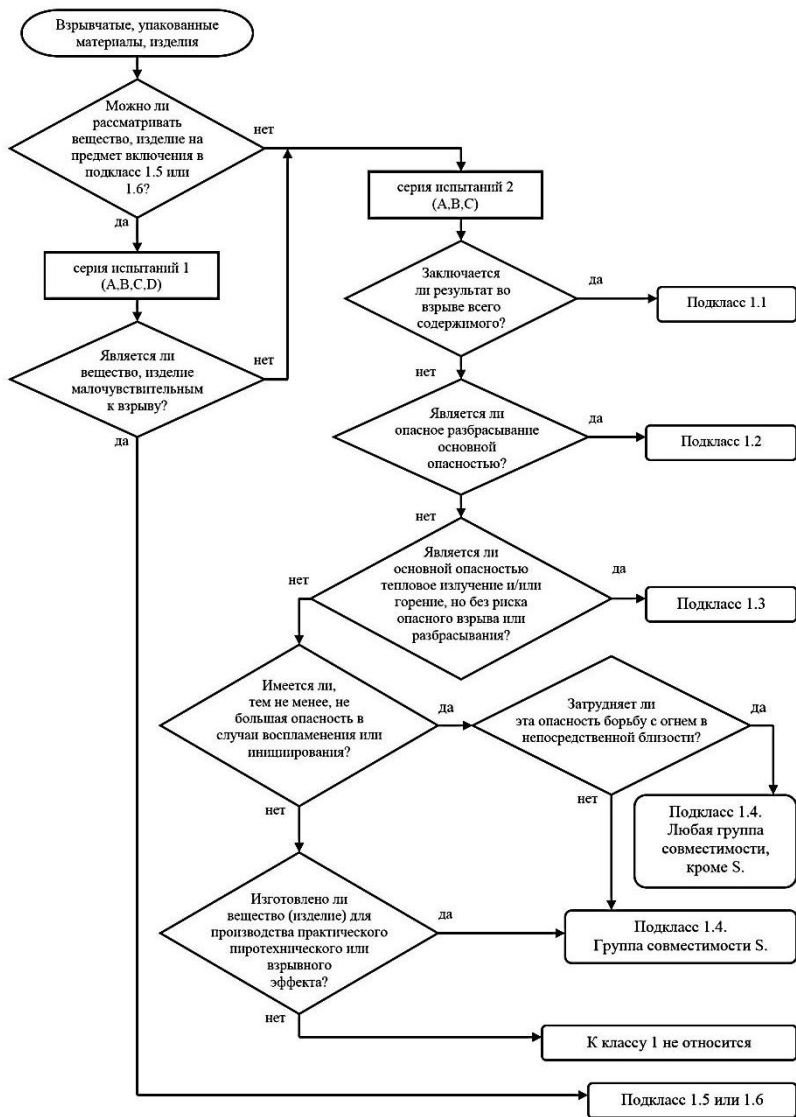 Взрывчатые, упакованные
материалы, изделия
Можно ли
рассматривать
вещество, изделие на
предмет включения в
подкласс 1.5 или
1.6?
нет
да
серия испытаний 2
(A,B,C)
серия испытаний 1
(A,B,C,D)
Заключается
ли результат во
взрыве всего
содержимого?
да
Подкласс 1.1
Является ли
вещество, изделие
малочувствительным
к взрыву?
нет
да
нет
Является ли
опасное разбрасывание
основной
опасностью?
да
Подкласс 1.2
нет
Является ли
основной опасностью
тепловое излучение и/или
горение, но без риска
опасного взрыва или
разбрасывания?
да
Подкласс 1.3
нет
Имеется ли,
тем не менее, не
большая опасность в
случаи воспламенения или
инициирования?
да
Затрудняет ли
эта опасность борьбу с огнем в
непосредственной близости?
да
нет
нет
Подкласс 1.4.
Любая группа
совместимости,
кроме S.
Изготовлено ли
вещество (изделие) для
производства практического
пиротехнического или
взрывного
эффекта?
да
Подкласс 1.4.
Группа совместимости S.
нет
К классу 1 не относится
Подкласс 1.5 или 1.6